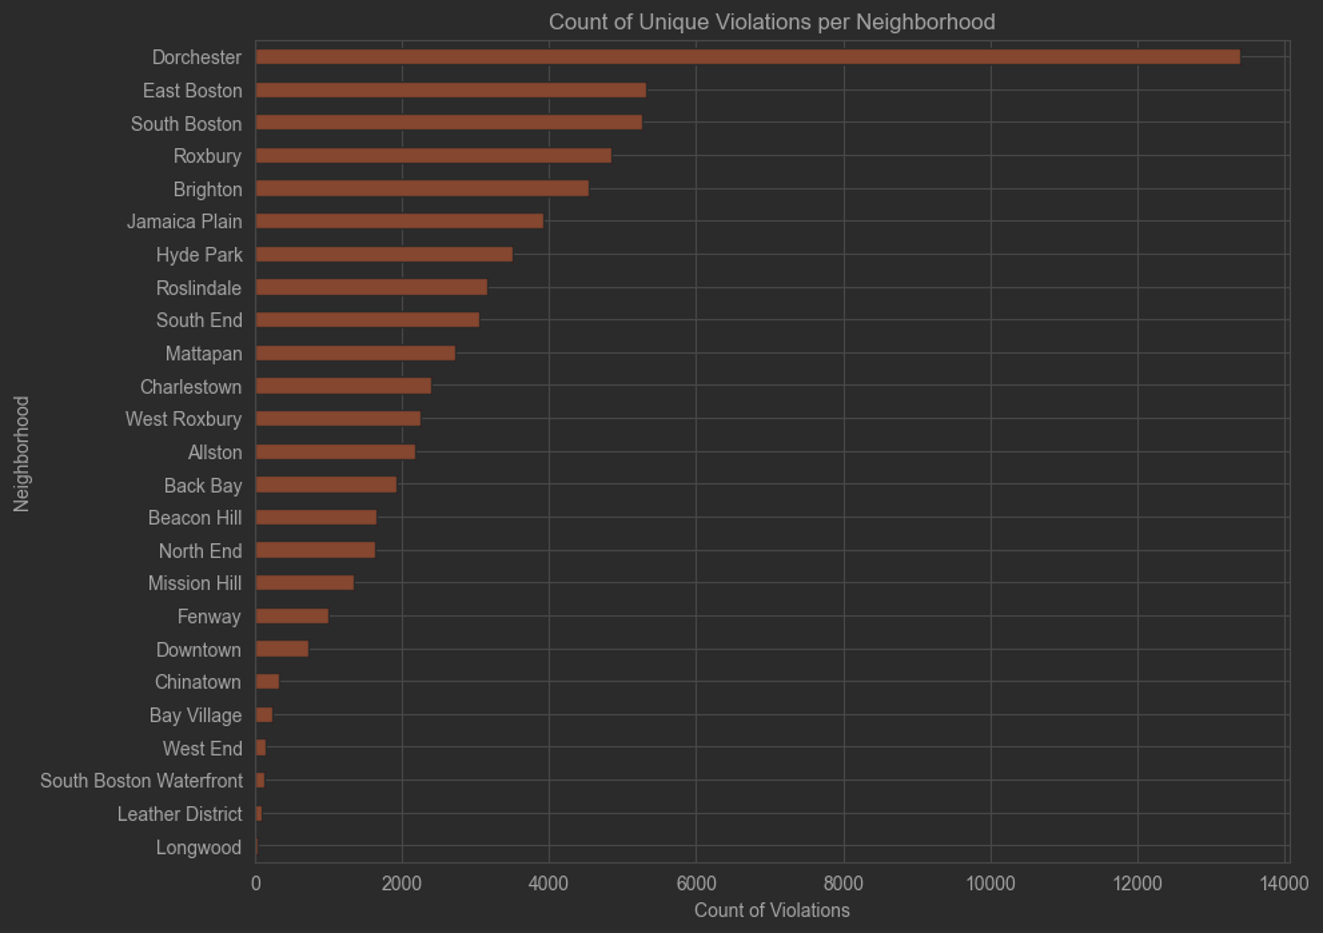 Count of Unique Violations per Neighborhood
Dorchester
East Boston
South Boston
Roxbury
Brighton
Jamaica Plain
Hyde Park
Roslindale
South End
Mattapan
Charlestown
West Roxbury
Allston
Back Bay
Beacon Hill
North End
Mission Hill
Fenway
Downtown
Chinatown
Bay Village
West End
South Boston Waterfront
Leather District
Longwood
Neighborhood
0 2000 4000 6000 8000 10000 12000 14000
Count of Violations